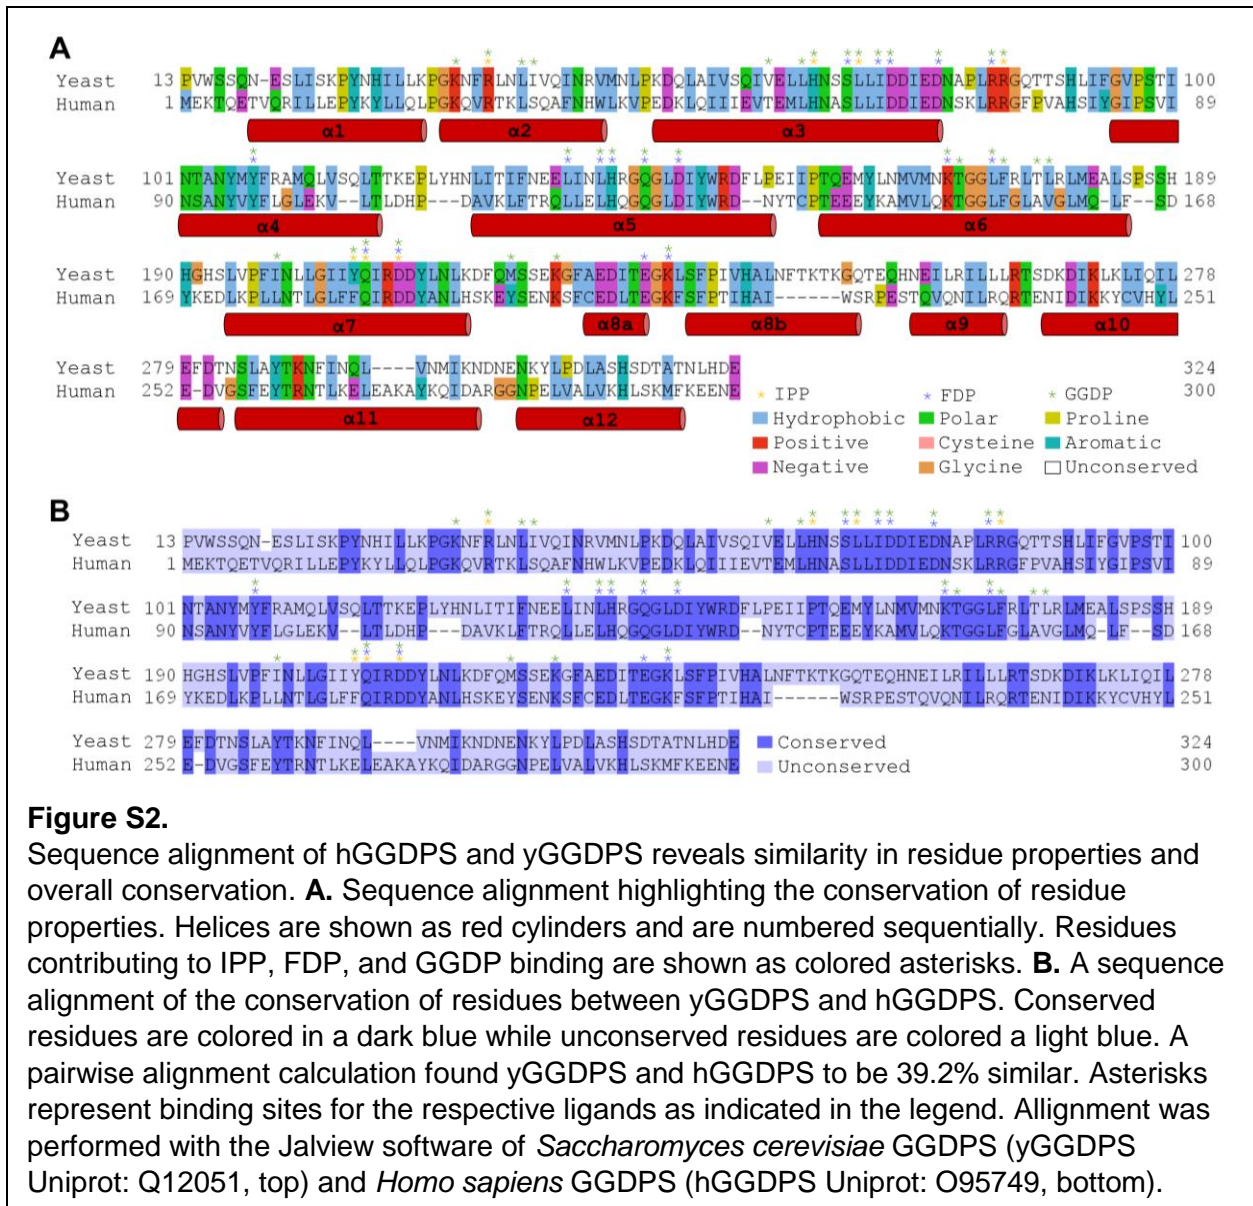 A
* * * * * * * * * * * * *
Yeast 13 PVWSSQN-ESLISKPYNHILLKPGKNFRLNLIVQINRVMNLPKDQLAIVSQIVELLHNSSLLIDDIEDNAPLRRGQTTSHLIFGVPSTI 100
Human 1 MEKTQETVQRILLEPYKYLLQLPGKQVRTKLSQAFNHWLKVPEDKLQIIIEVTEMLHNASLLIDDIEDNSKLRRGFPVAHSIYGIPSVI 89
α1 α2 α3
Yeast 101 NTANYMYFRAMQLVSQLTTKEPLYHNLITIFNEELINLHRGQGLDIYWRDFLPEIIPTQEMYLNMVMNKTGGLFRLTLRLMEALSPSSH 189
Human 90 NSANYVYFLGLEKV--LTLDHP---DAVKLFTRQLLELHQGQGLDIYWRD--NYTCPTEEEYKAMVLQKTGGLFGLAVGLMQ-LF--SD 168
α4 α5 α6
Yeast 190 HGHSLVPFINLLGIIYQIRDDYLNLKDFQMSSEKGFAEDITEGKLSFPIVHALNFTKTKGQTEQHNEILRILLLRTSDKDIKLKLIQIL 278
Human 169 YKEDLKPLLNTLGLFFQIRDDYANLHSKEYSENKSFCEDLTEGKFSFPTIHAI------WSRPESTQVQNILRQRTENIDIKKYCVHYL 251
α7 α8a α8b α9 α10
Yeast 279 EFDTNSLAYTKNFINQL----VNMIKNDNENKYLPDLASHSDTATNLHDE 324
Human 252 E-DVGSFEYTRNTLKELEAKAYKQIDARGGNPELVALVKHLSKMFKEENE 300
α11 α12
* IPP * FDP * GGDP
Hydrophobic Polar Proline
Positive Cysteine Aromatic
Negative Glycine Unconserved
B
Yeast 13 PVWSSQN-ESLISKPYNHILLKPGKNFRLNLIVQINRVMNLPKDQLAIVSQIVELLHNSSLLIDDIEDNAPLRRGQTTSHLIFGVPSTI 100
Human 1 MEKTQETVQRILLEPYKYLLQLPGKQVRTKLSQAFNHWLKVPEDKLQIIIEVTEMLHNASLLIDDIEDNSKLRRGFPVAHSIYGIPSVI 89
Yeast 101 NTANYMYFRAMQLVSQLTTKEPLYHNLITIFNEELINLHRGQGLDIYWRDFLPEIIPTQEMYLNMVMNKTGGLFRLTLRLMEALSPSSH 189
Human 90 NSANYVYFLGLEKV--LTLDHP---DAVKLFTRQLLELHQGQGLDIYWRD--NYTCPTEEEYKAMVLQKTGGLFGLAVGLMQ-LF--SD 168
Yeast 190 HGHSLVPFINLLGIIYQIRDDYLNLKDFQMSSEKGFAEDITEGKLSFPIVHALNFTKTKGQTEQHNEILRILLLRTSDKDIKLKLIQIL 278
Human 169 YKEDLKPLLNTLGLFFQIRDDYANLHSKEYSENKSFCEDLTEGKFSFPTIHAI------WSRPESTQVQNILRQRTENIDIKKYCVHYL 251
Yeast 279 EFDTNSLAYTKNFINQL----VNMIKNDNENKYLPDLASHSDTATNLHDE Conserved 324
Human 252 E-DVGSFEYTRNTLKELEAKAYKQIDARGGNPELVALVKHLSKMFKEENE Unconserved 300
Figure S2.
Sequence alignment of hGGDPS and yGGDPS reveals similarity in residue properties and
overall conservation. A. Sequence alignment highlighting the conservation of residue
properties. Helices are shown as red cylinders and are numbered sequentially. Residues
contributing to IPP, FDP, and GGDP binding are shown as colored asterisks. B. A sequence
alignment of the conservation of residues between yGGDPS and hGGDPS. Conserved
residues are colored in a dark blue while unconserved residues are colored a light blue. A
pairwise alignment calculation found yGGDPS and hGGDPS to be 39.2% similar. Asterisks
represent binding sites for the respective ligands as indicated in the legend. Allignment was
performed with the Jalview software of Saccharomyces cerevisiae GGDPS (yGGDPS
Uniprot: Q12051, top) and Homo sapiens GGDPS (hGGDPS Uniprot: O95749, bottom).